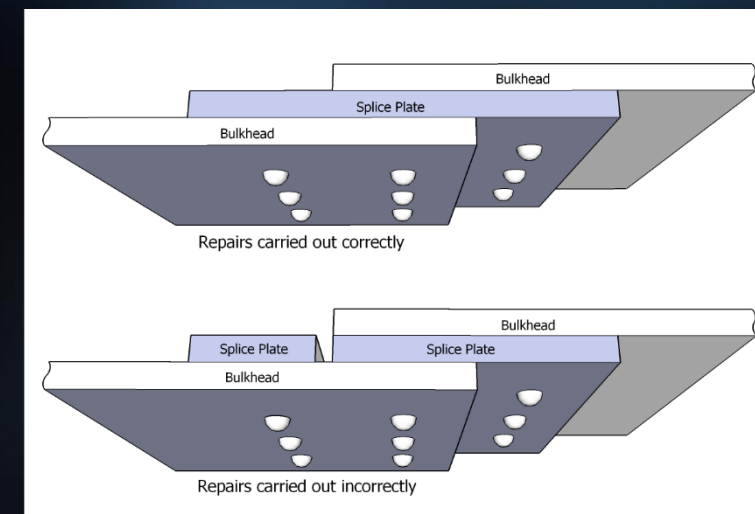 Bulkhead
Splice Plate
Bulkhead
Repairs carried out correctly
Bulkhead
Splice Plate
Splice Plate
Bulkhead
Repairs carried out incorrectly